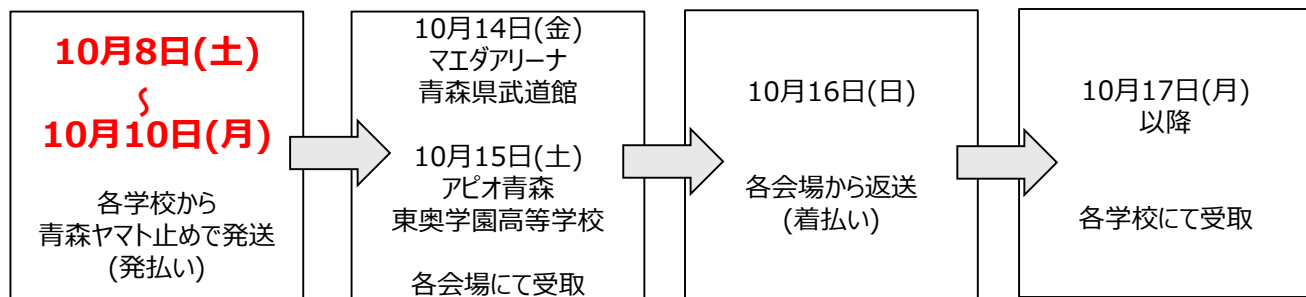 10月8日(土)
~
10月10日(月)
各学校から
青森ヤマト止めで発送
(発払い)
10月14日(金)
マエダアリーナ
青森県武道館
10月15日(土)
アピオ青森
東奥学園高等学校
各会場にて受取
10月16日(日)
各会場から返送
(着払い)
10月17日(月)
以降
各学校にて受取